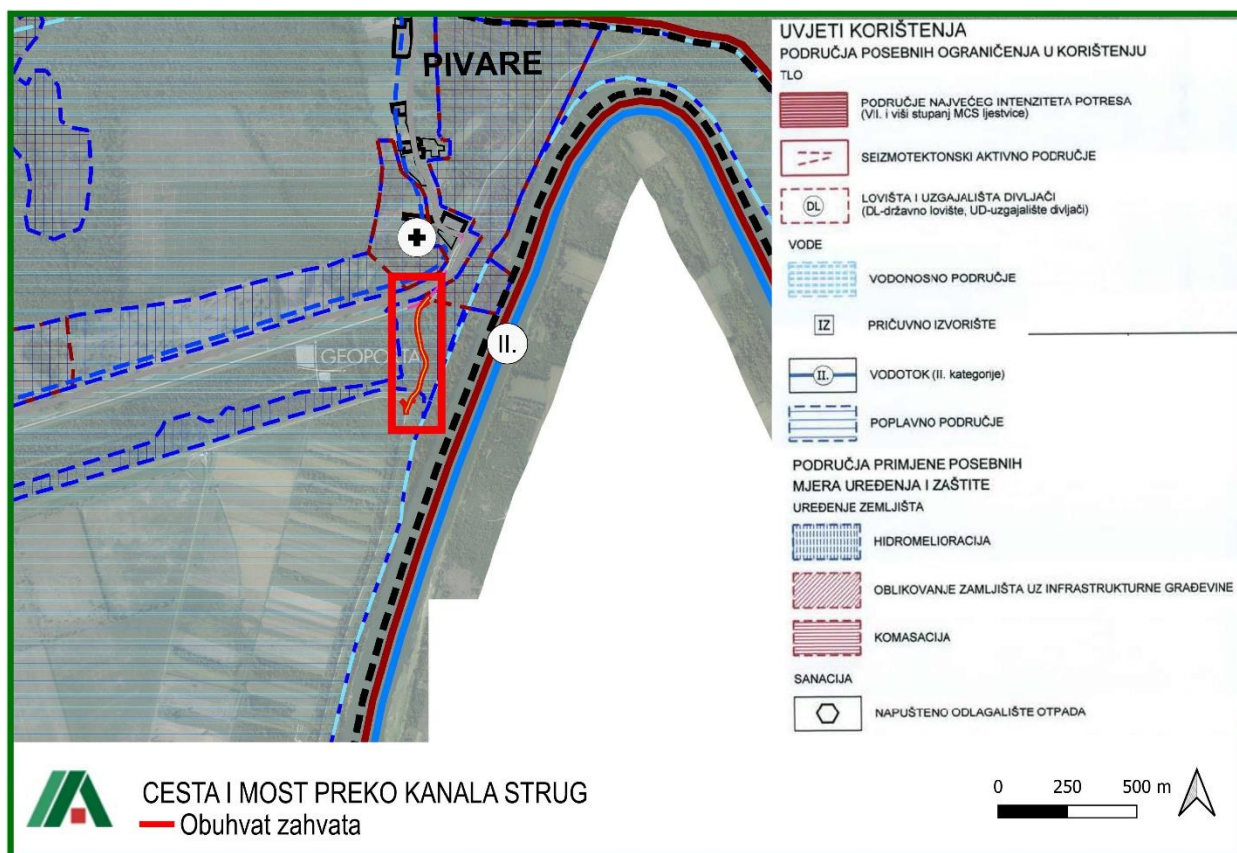 PIVARE
II.
GEOPORTA
UVJETI KORIŠTENJA
PODRUČJA POSEBNIH OGRANIČENJA U KORIŠTENJU
TLO
PODRUČJE NAJVEĆEG INTENZITETA POTRESA
(VII. i viši stupanj MCS ljestvice)
SEIZMOTEKTONSKI AKTIVNO PODRUČJE
DL
LOVIŠTA I UZGAJALIŠTA DIVLJAČI
(DL-državno lovište, UD-uzgajalište divljači)
VODE
VODONOSNO PODRUČJE
IZ
PRIČUVNO IZVORIŠTE
II.
VODOTOK (II. kategorije)
POPLAVNO PODRUČJE
PODRUČJA PRIMJENE POSEBNIH
MJERA UREĐENJA I ZAŠTITE
UREĐENJE ZEMLJIŠTA
HIDROMELIORACIJA
OBLIKOVANJE ZAMLJIŠTA UZ INFRASTRUKTURNE GRAĐEVINE
KOMASACIJA
SANACIJA
NAPUŠTENO ODLAGALIŠTE OTPADA
CESTA I MOST PREKO KANALA STRUG
Obuhvat zahvata
0 250 500 m